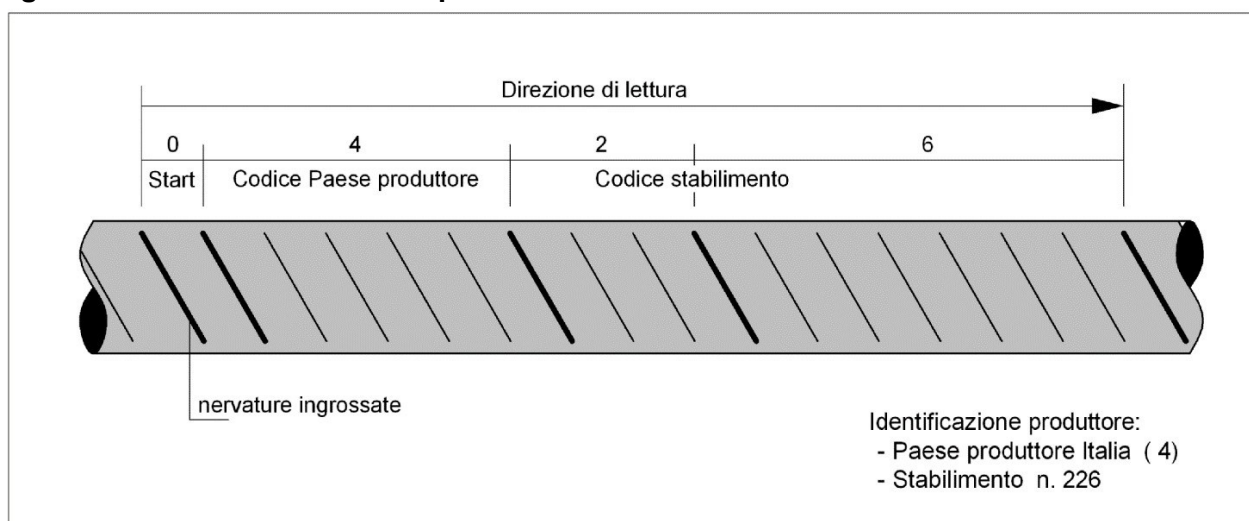 Direzione di lettura
0 4 2 6
Start Codice Paese produttore Codice stabilimento
nervature ingrossate
Identificazione produttore:
- Paese produttore Italia ( 4)
- Stabilimento n. 226